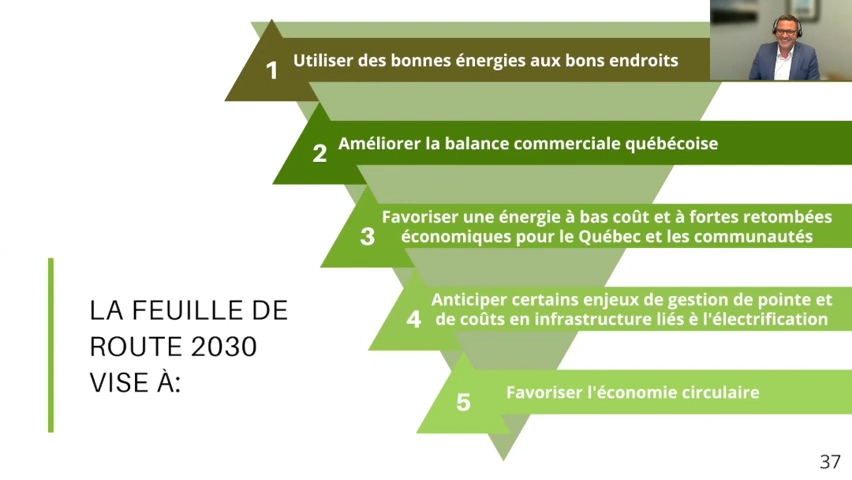 1
Utiliser des bonnes énergies aux bons endroits
2
Améliorer la balance commerciale québécoise
3
Favoriser une énergie à bas coût et à fortes retombées
économiques pour le Québec et les communautés
4
Anticiper certains enjeux de gestion de pointe et
de coûts en infrastructure liés è l'électrification
5
Favoriser l'économie circulaire
LA FEUILLE DE
ROUTE 2030
VISE À:
37